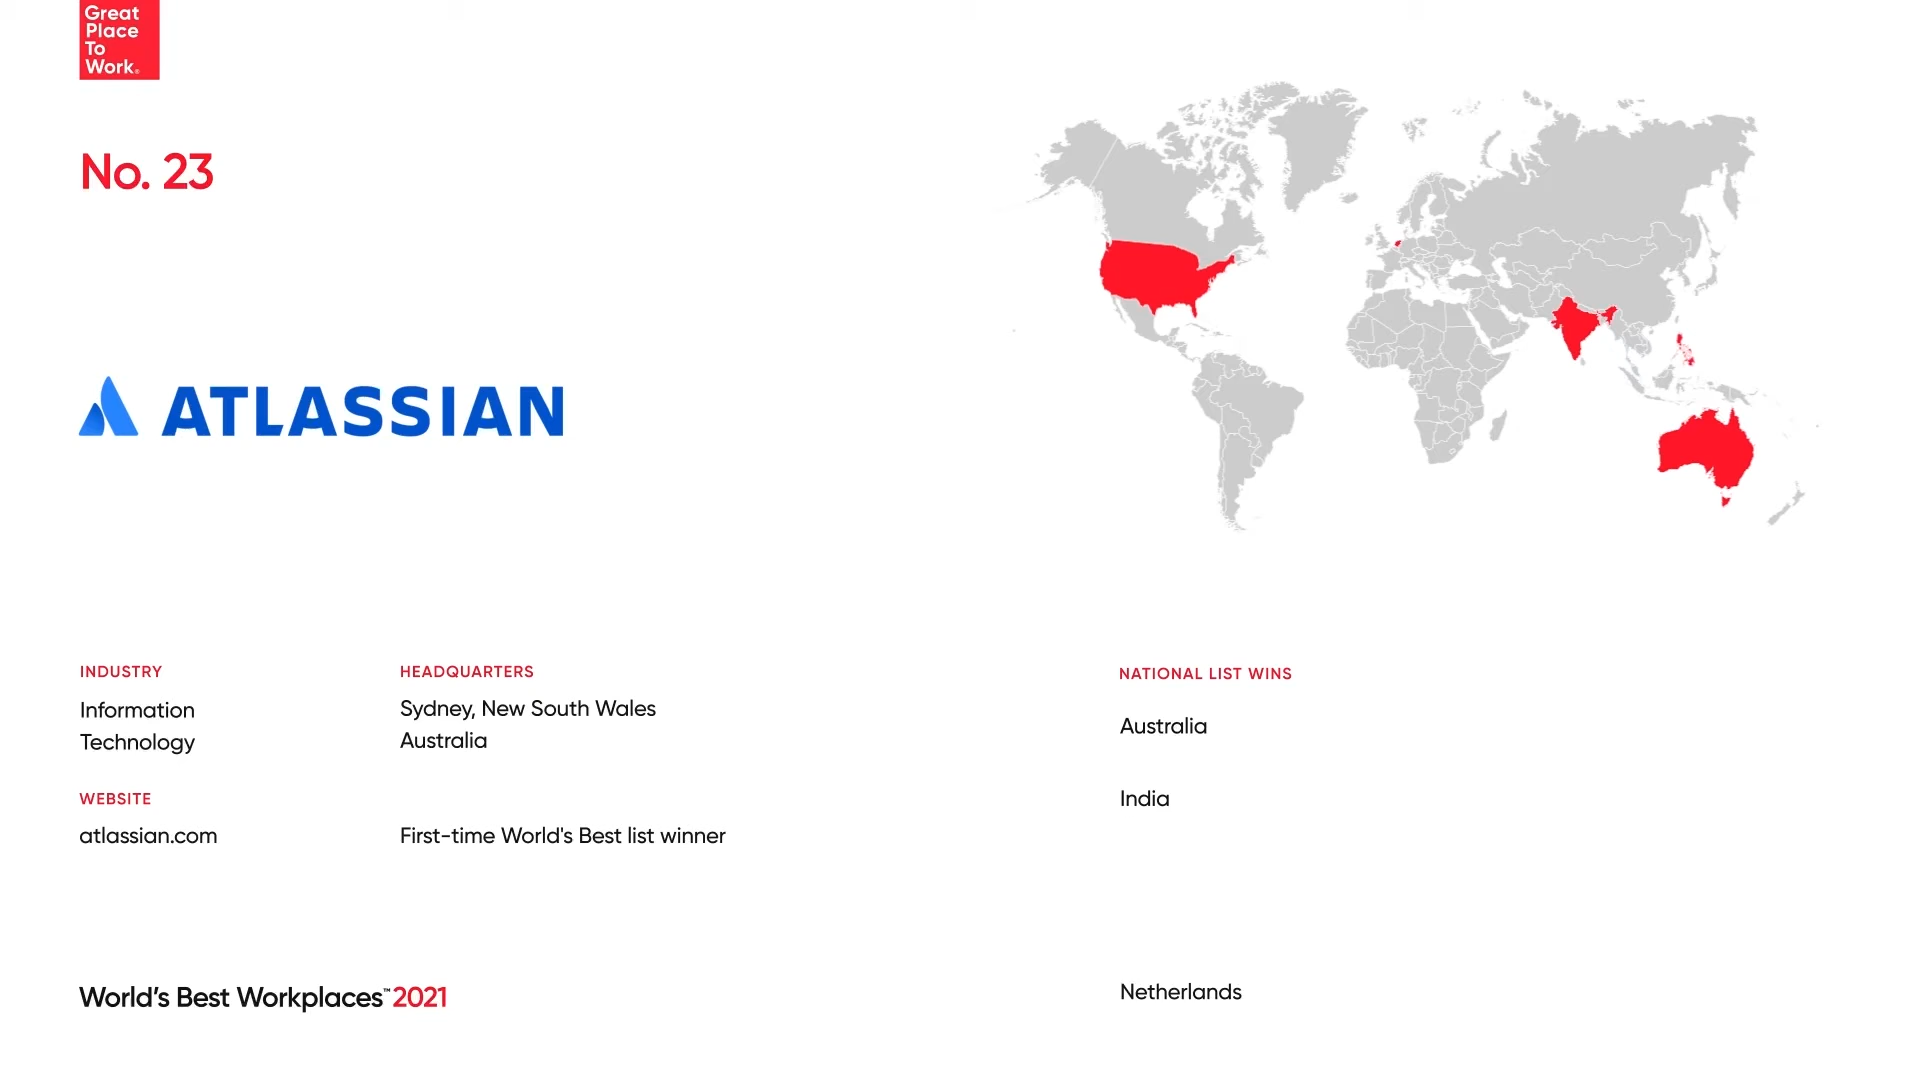 Great
Place
To
Work®
No. 23
ATLASSIAN
INDUSTRY
Information
Technology
HEADQUARTERS
Sydney, New South Wales
Australia
WEBSITE
atlassian.com
First-time World's Best list winner
NATIONAL LIST WINS
Australia
India
Netherlands
World’s Best Workplaces™ 2021